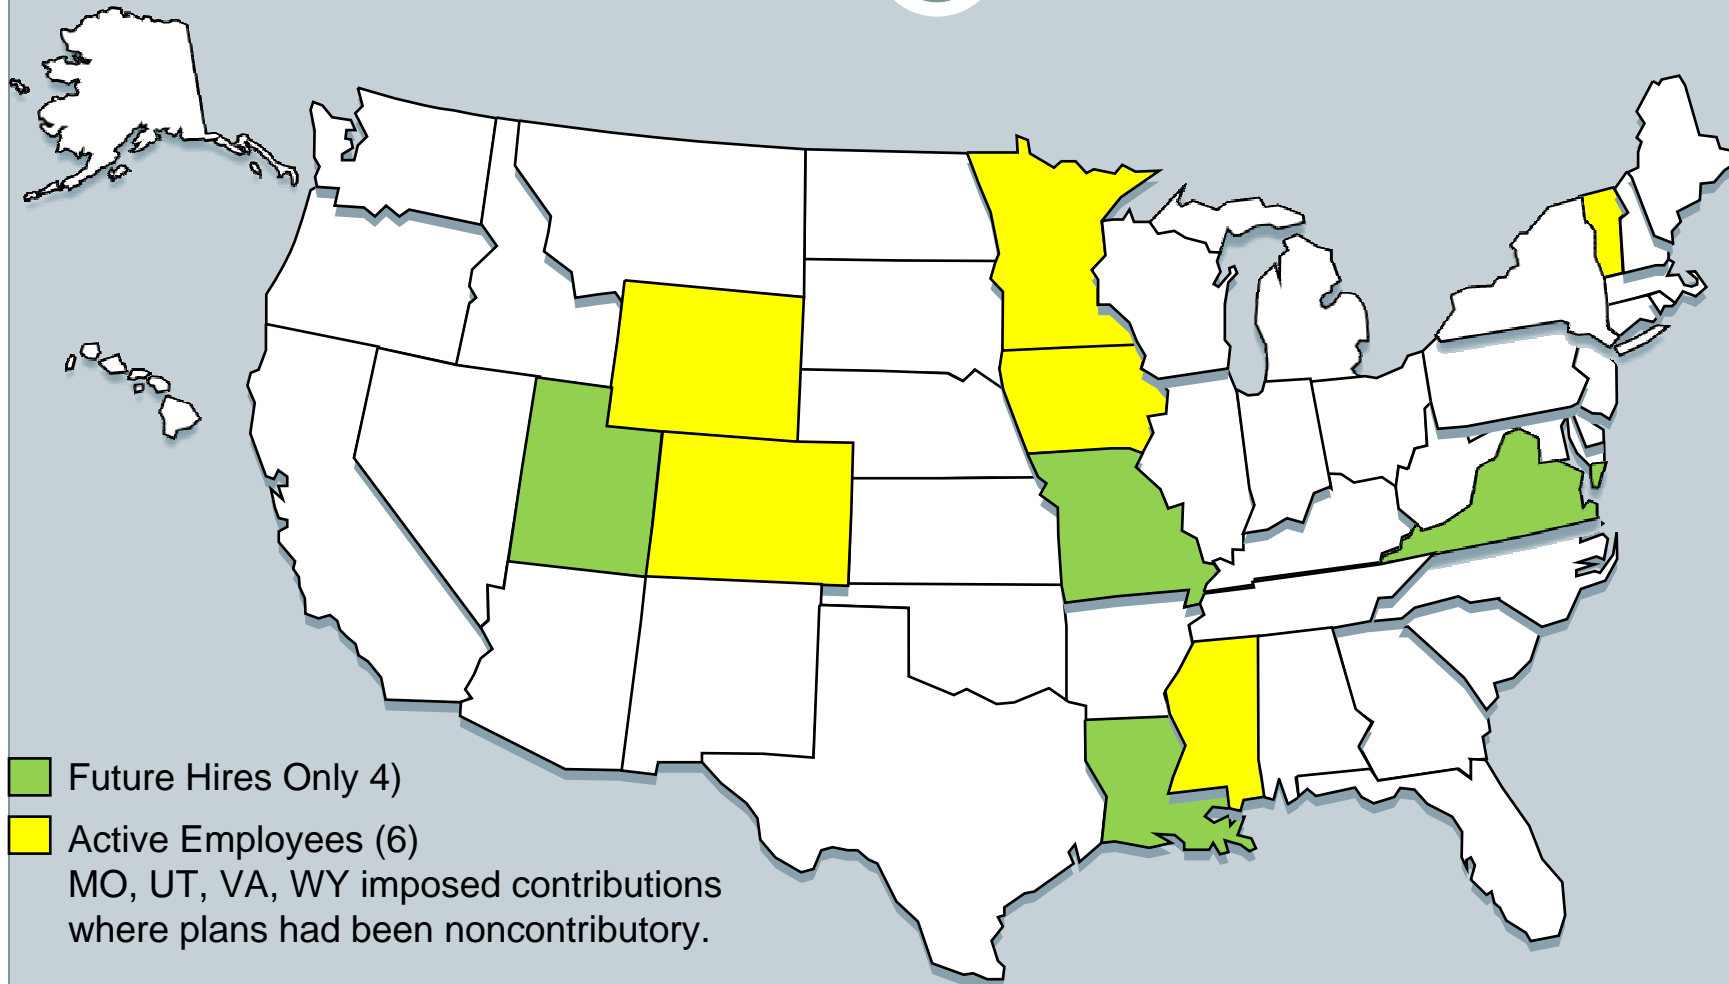 Future Hires Only 4)
Active Employees (6)
MO, UT, VA, WY imposed contributions
where plans had been noncontributory.